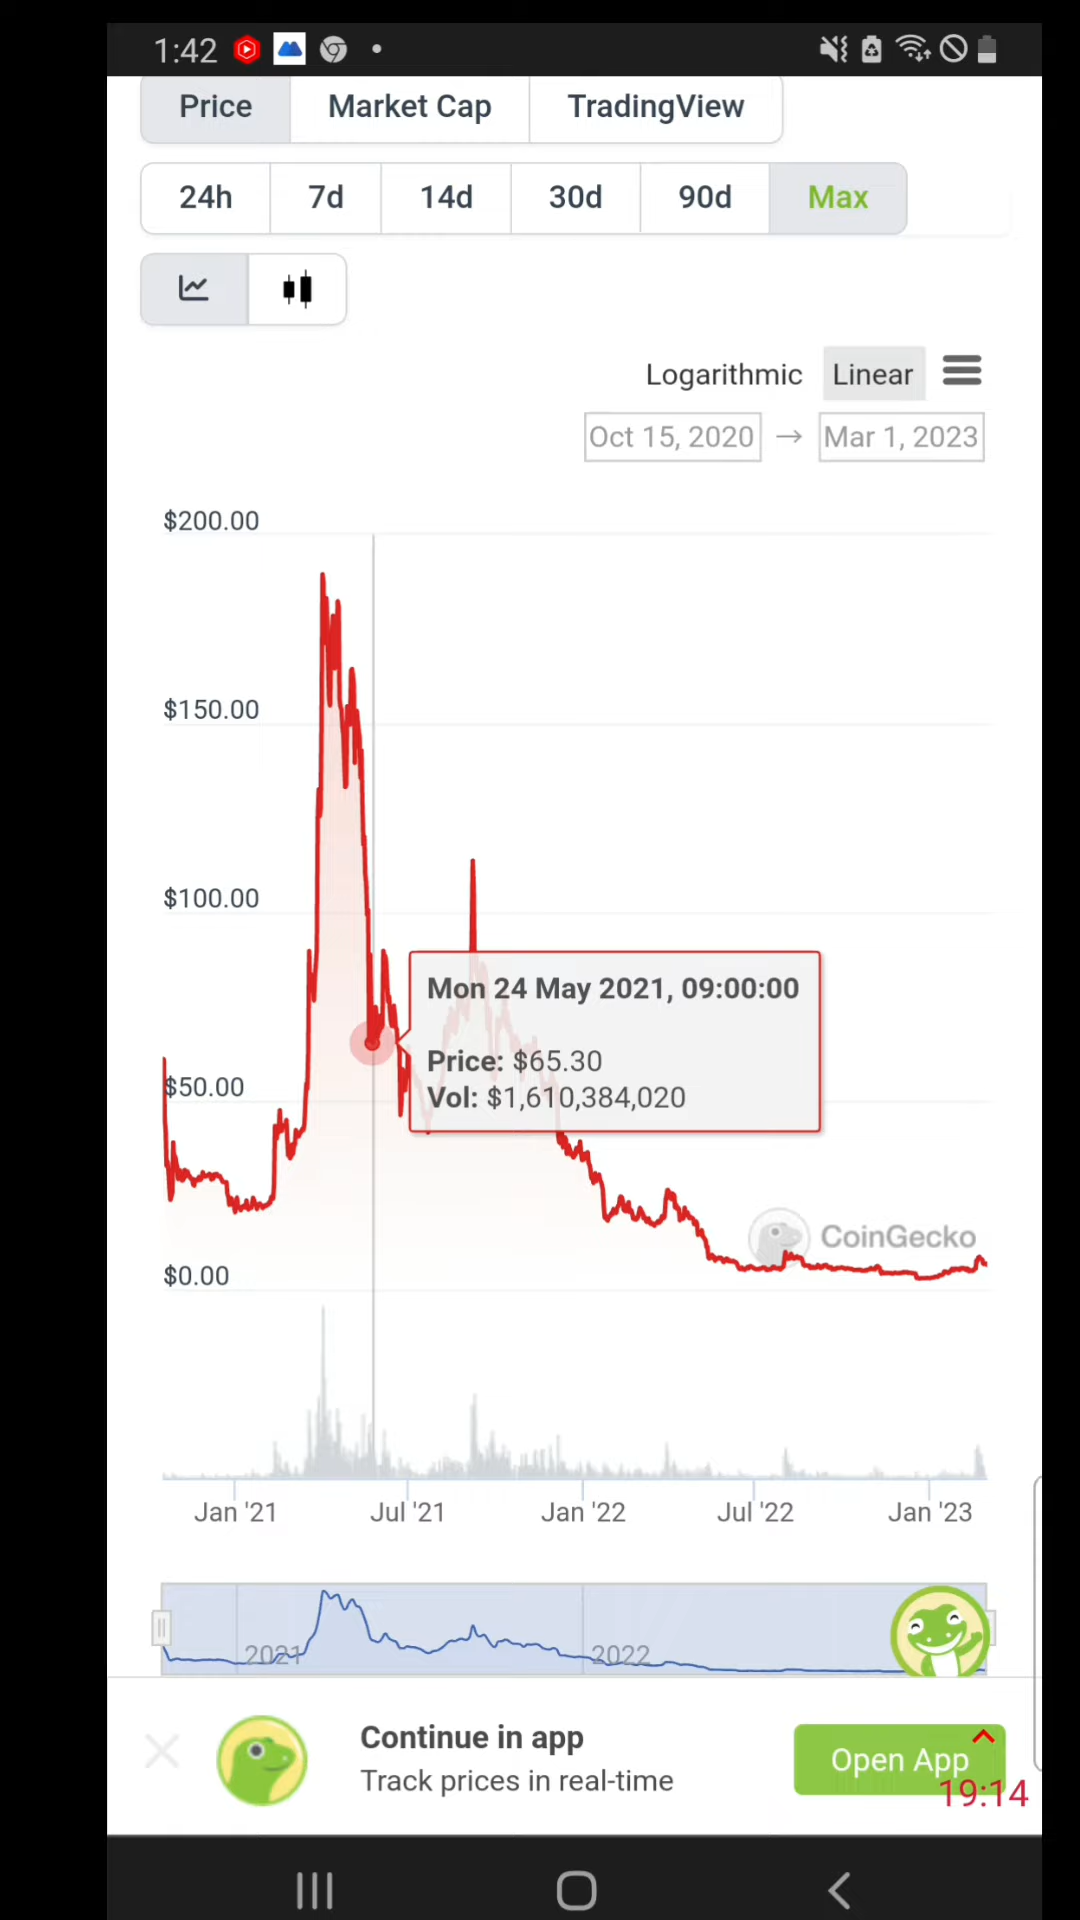 1:42
Price Market Cap TradingView
24h 7d 14d 30d 90d Max
Logarithmic Linear
Oct 15, 2020 → Mar 1, 2023
$200.00
$150.00
$100.00
Mon 24 May 2021, 09:00:00
Price: $65.30
$50.00
Vol: $1,610,384,020
CoinGecko
$0.00
Jan '21 Jul '21 Jan '22 Jul '22 Jan '23
2021 2022
Continue in app
Track prices in real-time
Open App
19:14